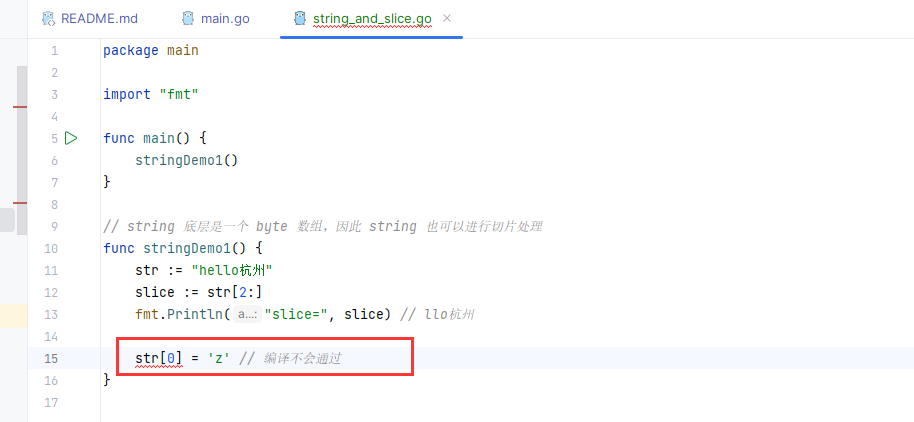 README.md main.go string_and_slice.go ×
1 package main
2
3 import "fmt"
4
5 func main() {
6 stringDemo1()
7 }
8
9 // string 底层是一个 byte 数组，因此 string 也可以进行切片处理
10 func stringDemo1() {
11 str := "hello杭州"
12 slice := str[2:]
13 fmt.Println( a...: "slice=", slice) // llo杭州
14
15 str[0] = 'z' // 编译不会通过
16 }
17